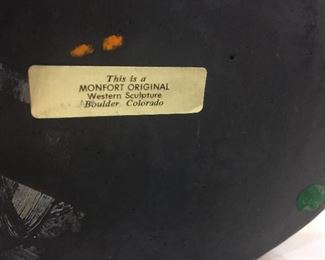 This is a
MONFORT ORIGINAL
Western Sculpture
Boulder, Colorado